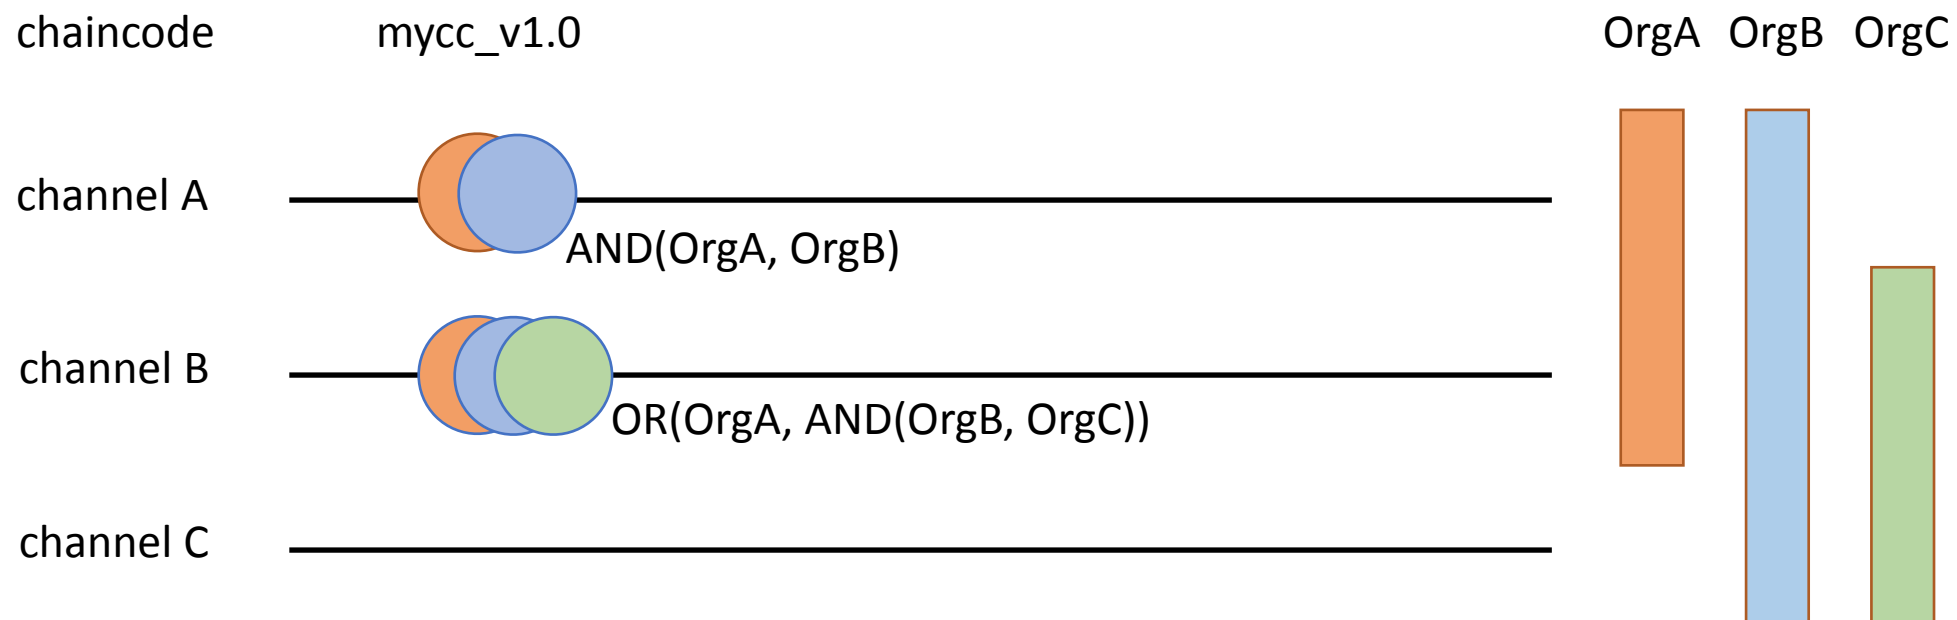 chaincode mycc_v1.0 OrgA OrgB OrgC
channel A
AND(OrgA, OrgB)
channel B
OR(OrgA, AND(OrgB, OrgC))
channel C